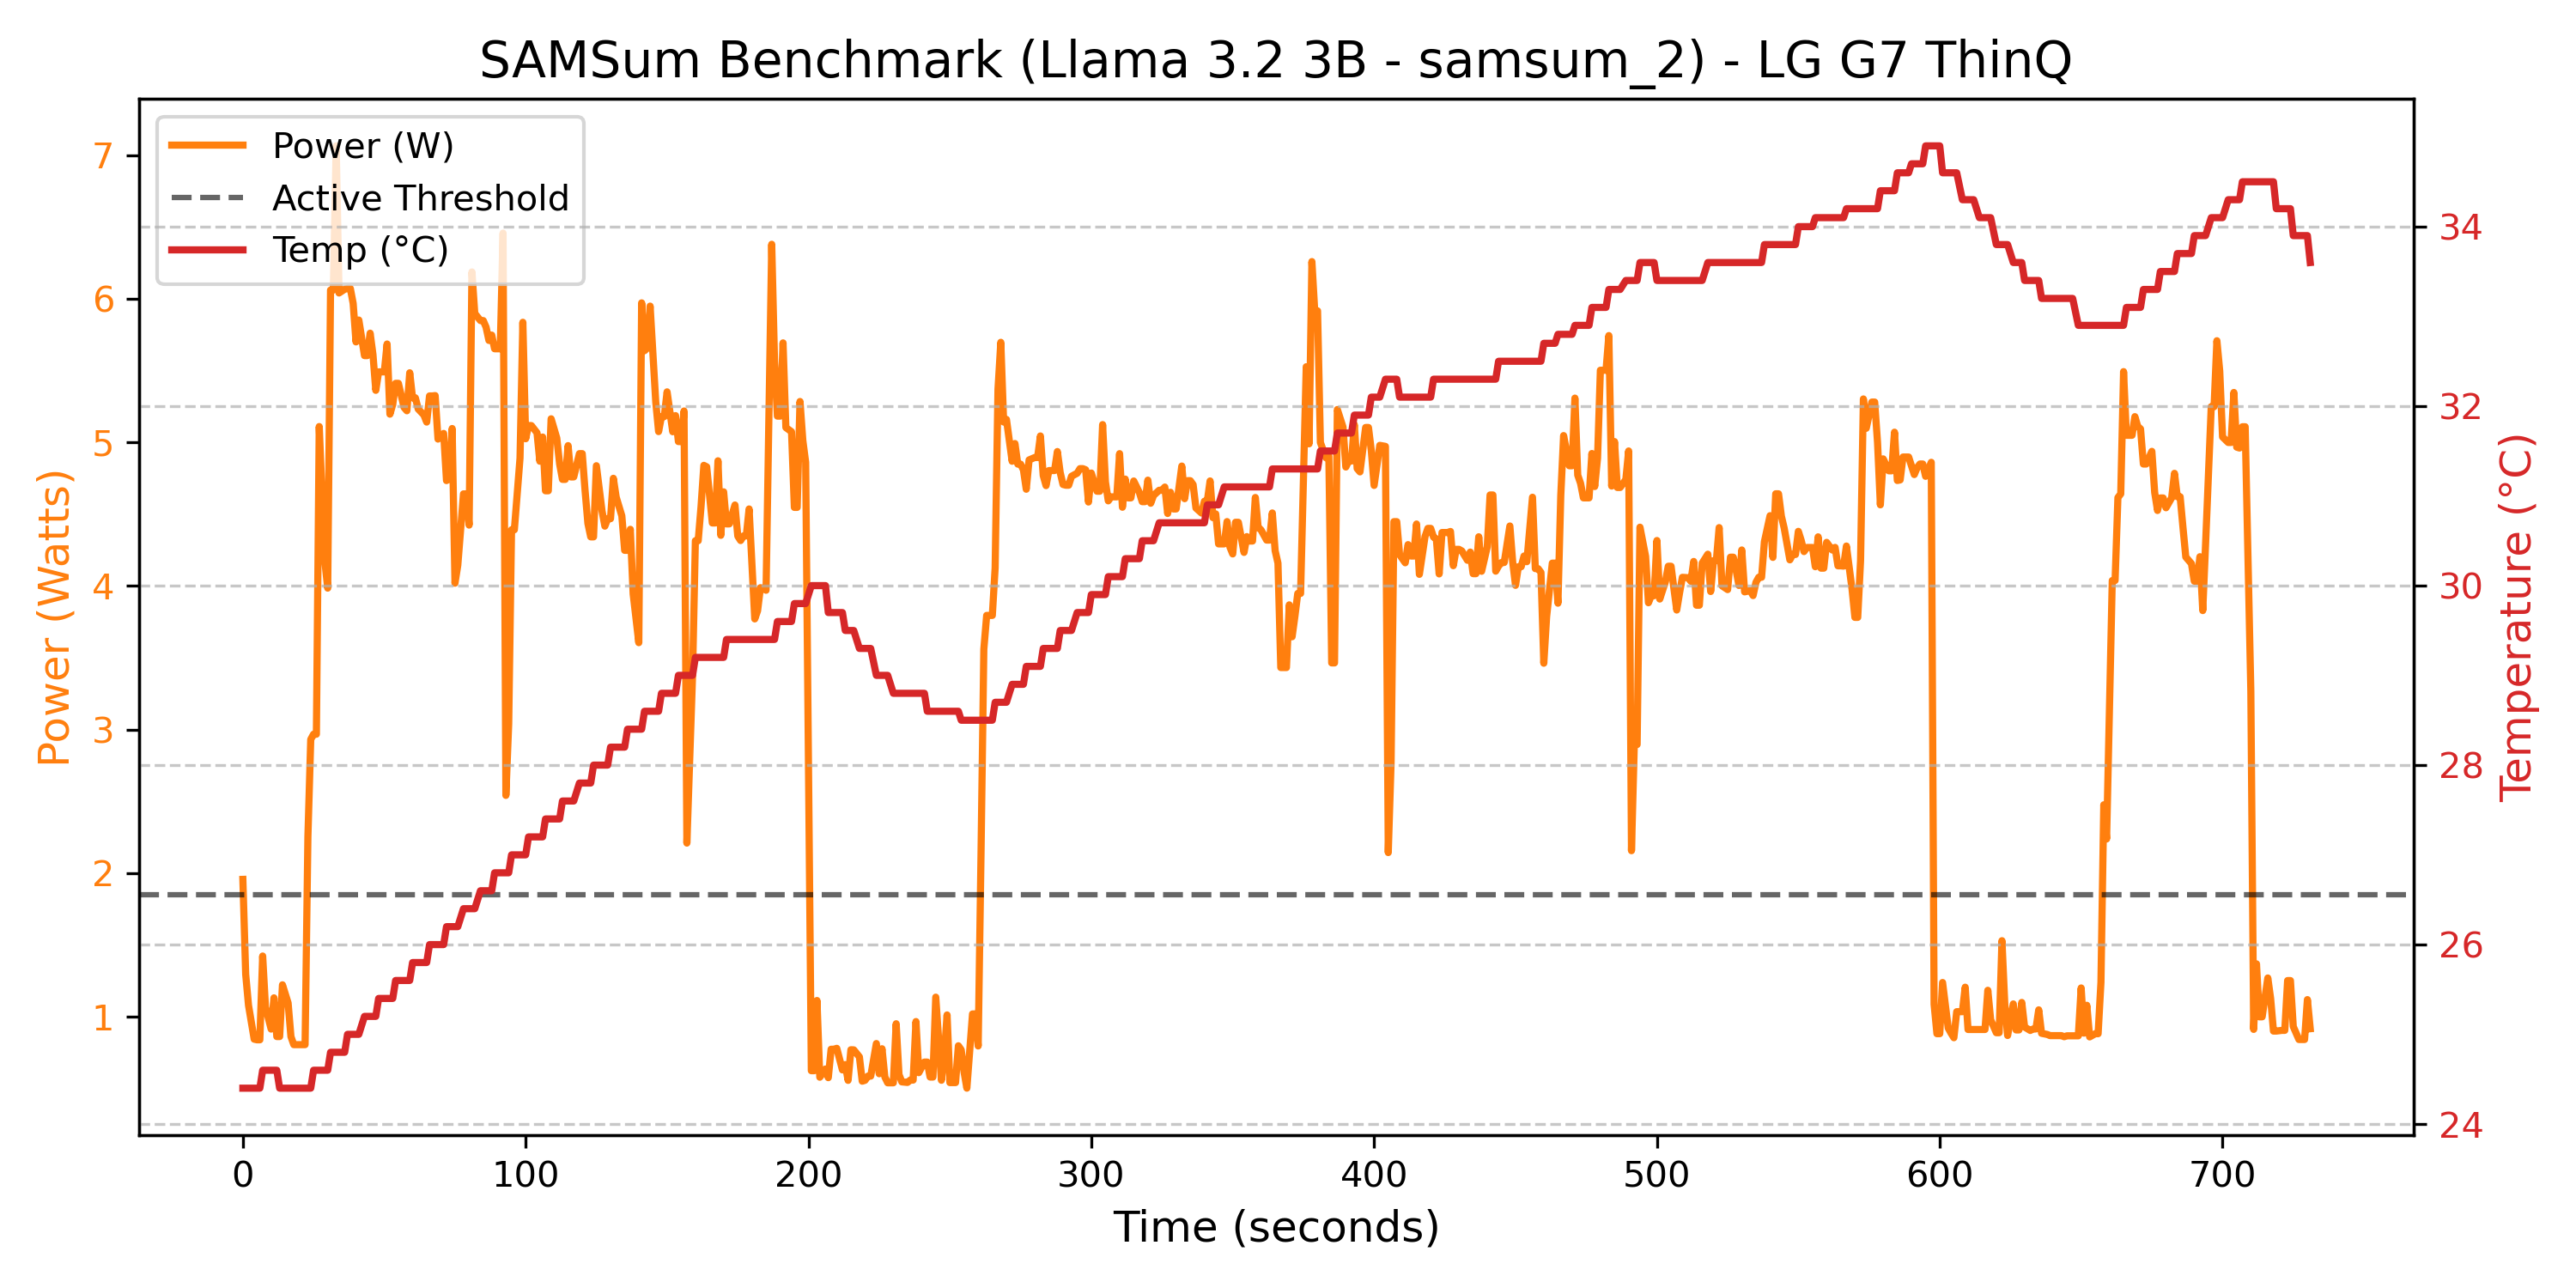 SAMSum Benchmark (Llama 3.2 3B - samsum_2) - LG G7 ThinQ
Power (W)
Active Threshold
Temp (°C)
Power (Watts)
7
6
5
4
3
2
1
34
32
30
28
26
24
Temperature (°C)
0 100 200 300 400 500 600 700
Time (seconds)